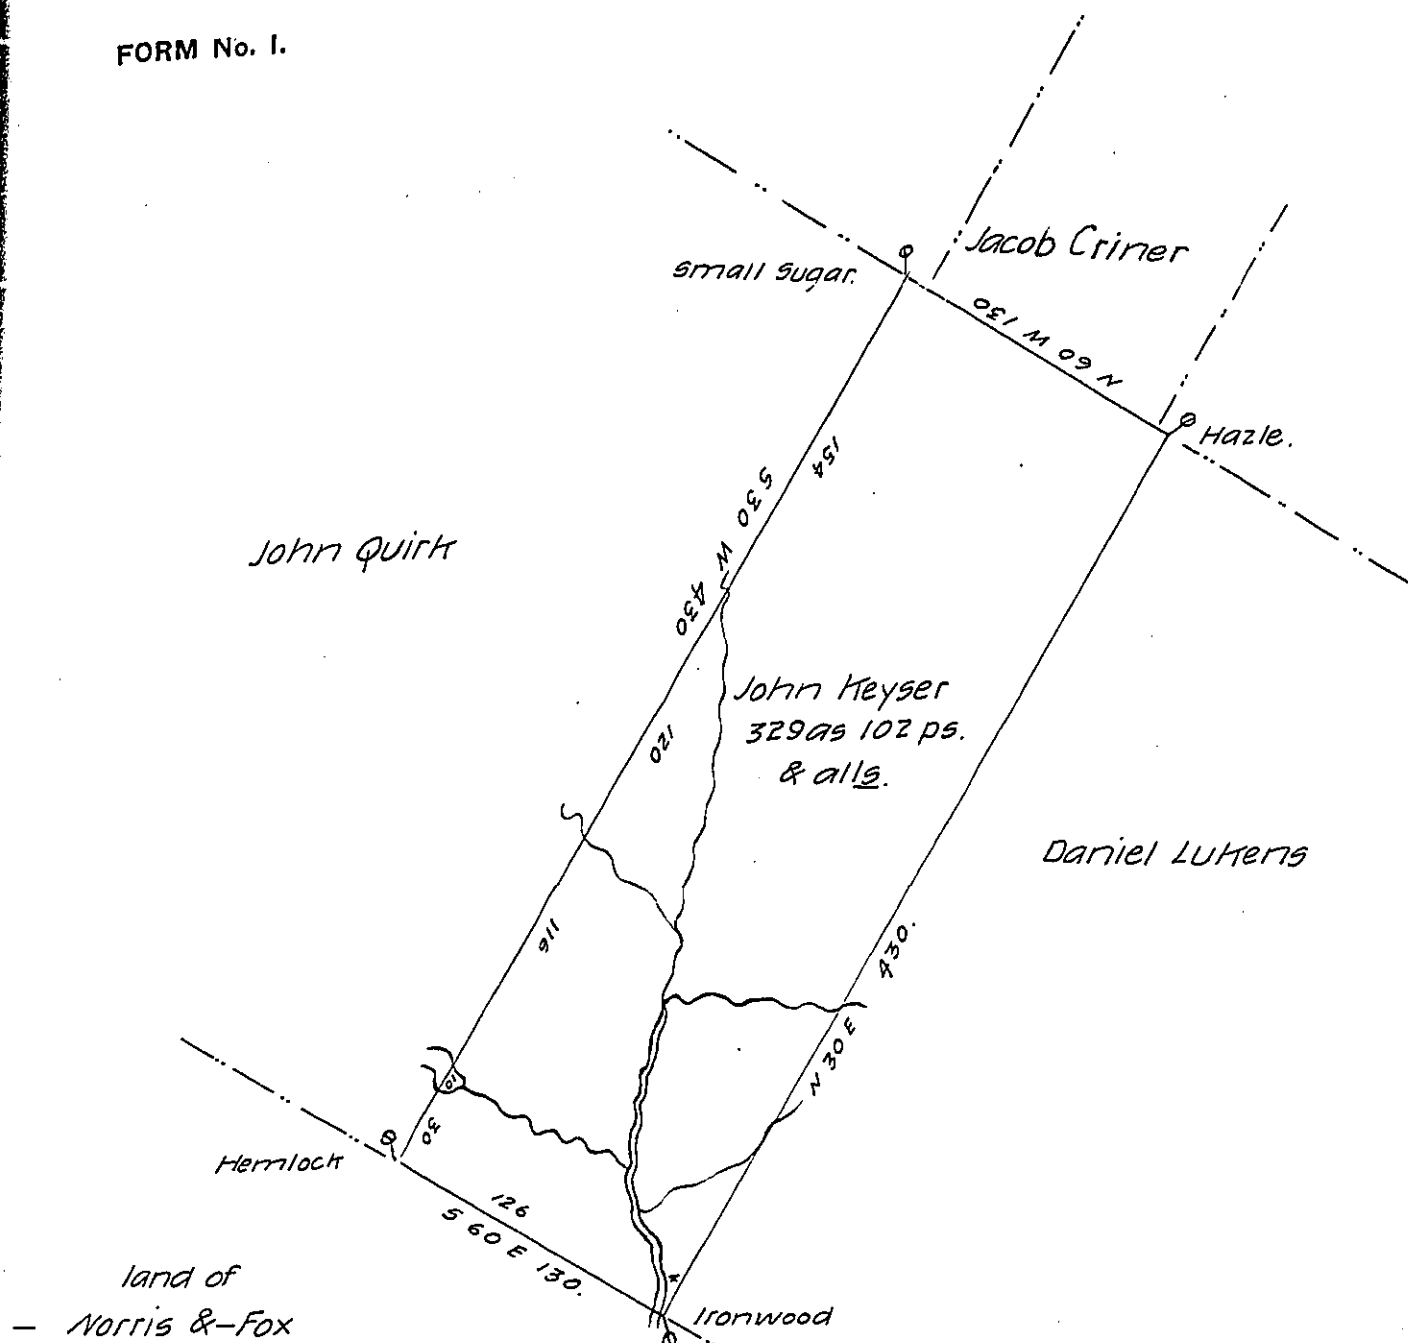 FORM No. 1.
Jacob Criner
small sugar.
N 60 W 130
Hazle.
154
S 30 W 430
John Quirk
John Keyser
329as 102 ps.
& alls.
120
Daniel Lukens
116
430.
N 30 E
10
30
Hemlock
126
S 60 E 130.
4
land of
— Norris &-Fox
Ironwood